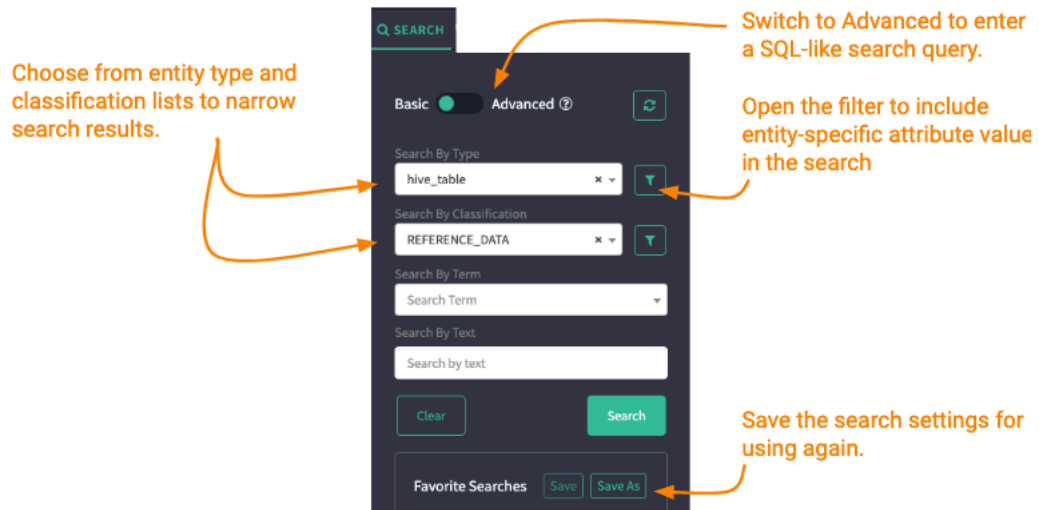 SEARCH
Switch to Advanced to enter
a SQL-like search query.
Choose from entity type and
classification lists to narrow
search results.
Basic Advanced
Open the filter to include
entity-specific attribute value
in the search
Search By Type
hive_table
Search By Classification
REFERENCE_DATA
Search By Term
Search Term
Search By Text
Search by text
Clear Search
Save the search settings for
using again.
Favorite Searches Save Save As